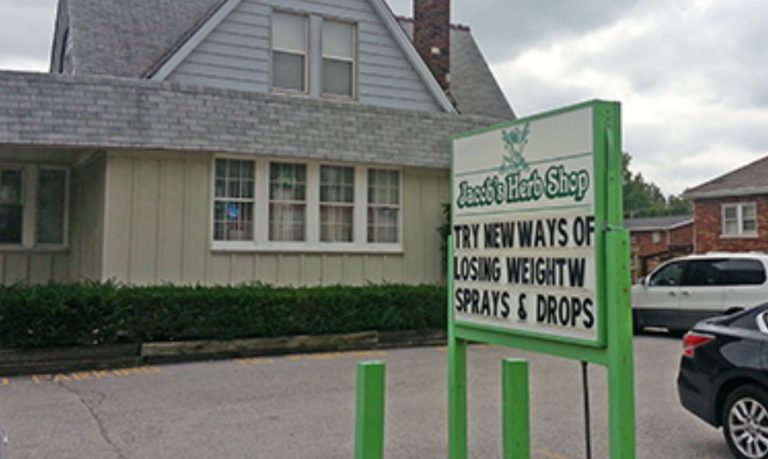 Jacob's Herb Shop
TRY NEW WAYS OF
LOSING WEIGHTW
SPRAYS & DROPS